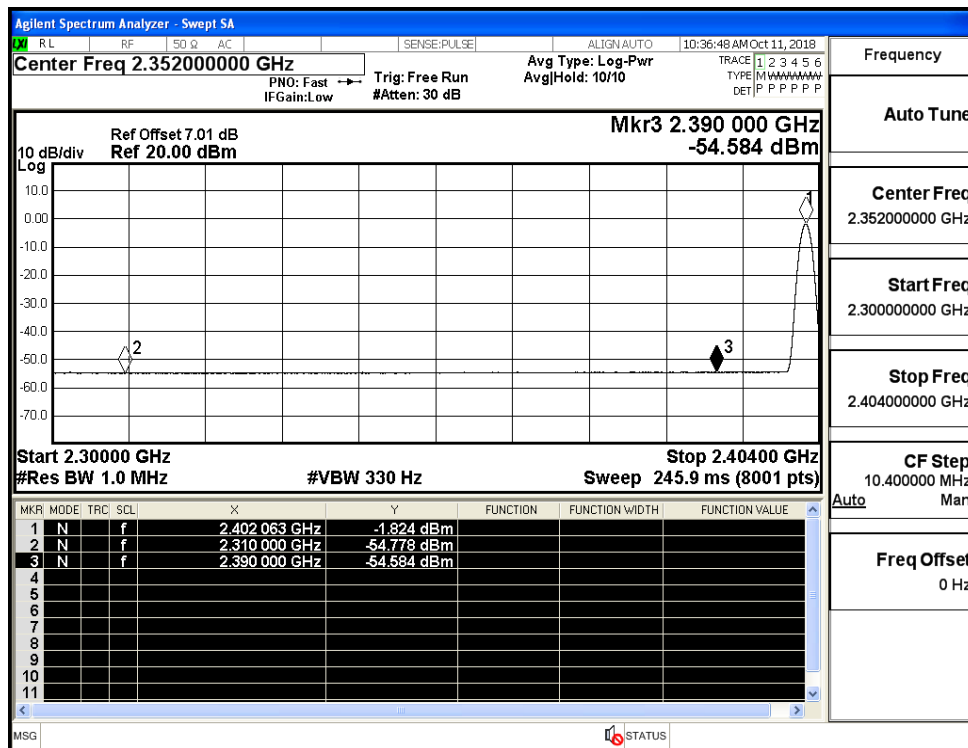 Agilent Spectrum Analyzer - Swept SA
LXI RL RF 50 Ω AC SENSE:PULSE ALIGN AUTO 10:36:48 AM Oct 11, 2018
Center Freq 2.352000000 GHz
PNO: Fast
IFGain:Low
Trig: Free Run
#Atten: 30 dB
Avg Type: Log-Pwr
Avg|Hold: 10/10
TRACE 1 2 3 4 5 6
TYPE M W W W W W
DET P P P P P P
Ref Offset 7.01 dB
10 dB/div Ref 20.00 dBm
Log
Mkr3 2.390 000 GHz
-54.584 dBm
10.0
0.00
-10.0
-20.0
-30.0
-40.0
-50.0
-60.0
-70.0
1
2
3
Start 2.30000 GHz Stop 2.40400 GHz
#Res BW 1.0 MHz #VBW 330 Hz Sweep 245.9 ms (8001 pts)
MKR MODE TRC SCL X Y FUNCTION FUNCTION WIDTH FUNCTION VALUE
1 N f 2.402 063 GHz -1.824 dBm
2 N f 2.310 000 GHz -54.778 dBm
3 N f 2.390 000 GHz -54.584 dBm
4
5
6
7
8
9
10
11
MSG STATUS
Frequency
Auto Tune
Center Freq
2.352000000 GHz
Start Freq
2.300000000 GHz
Stop Freq
2.404000000 GHz
CF Step
10.400000 MHz
Auto Man
Freq Offset
0 Hz